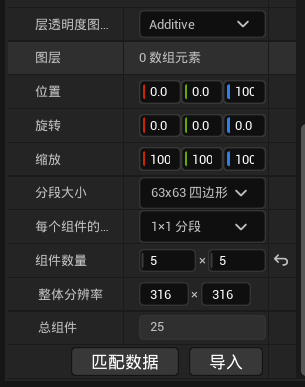 层透明度图... Additive
图层 0 数组元素
位置 0.0 0.0 100
旋转 0.0 0.0 0.0
缩放 100 100 100
分段大小 63x63 四边形
每个组件的... 1×1 分段
组件数量 5 × 5
整体分辨率 316 × 316
总组件 25
匹配数据 导入